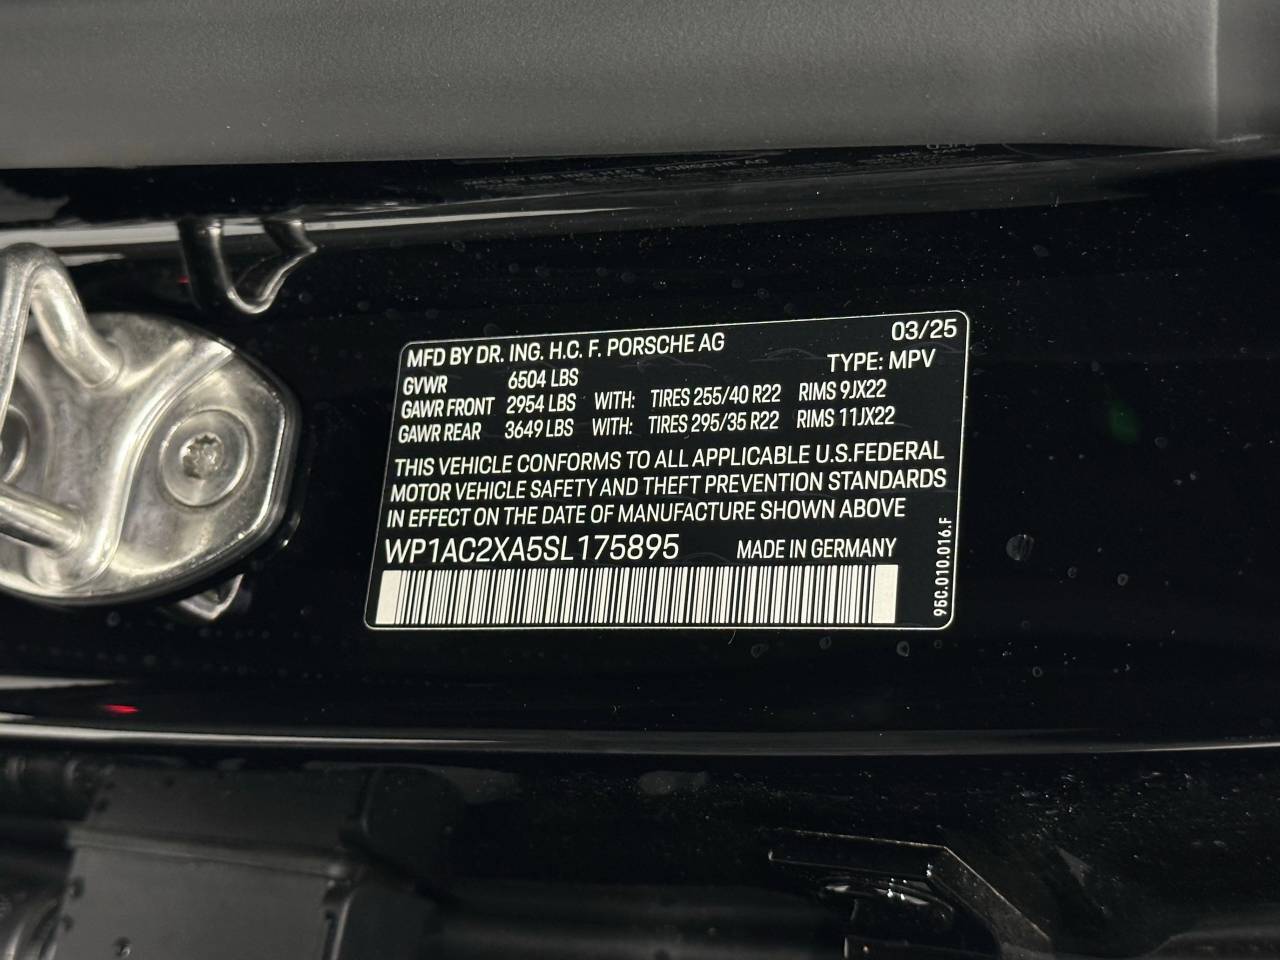 MFD BY DR. ING. H.C. F. PORSCHE AG 03/25
TYPE: MPV
GVWR 6504 LBS
GAWR FRONT 2954 LBS WITH: TIRES 255/40 R22 RIMS 9JX22
GAWR REAR 3649 LBS WITH: TIRES 295/35 R22 RIMS 11JX22
THIS VEHICLE CONFORMS TO ALL APPLICABLE U.S.FEDERAL
MOTOR VEHICLE SAFETY AND THEFT PREVENTION STANDARDS
IN EFFECT ON THE DATE OF MANUFACTURE SHOWN ABOVE
WP1AC2XA5SL175895 MADE IN GERMANY
95C.010.016.F